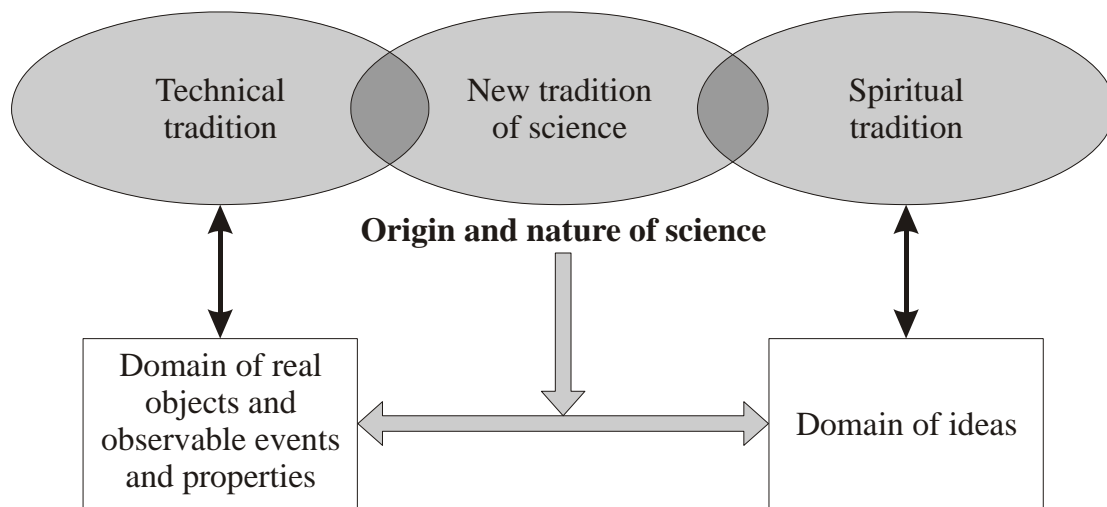 Technical
tradition
New tradition
of science
Spiritual
tradition
Origin and nature of science
Domain of real
objects and
observable events
and properties
Domain of ideas